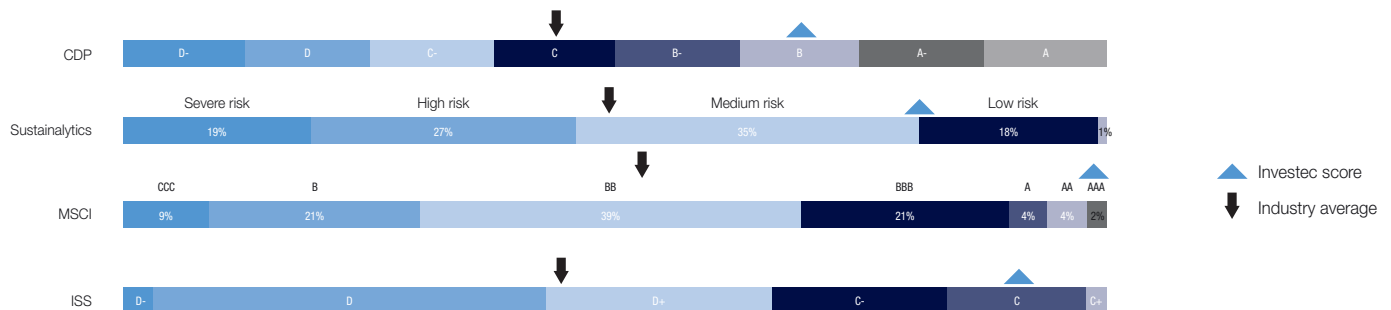 CDP
D- D C- C B- B A- A
Severe risk High risk Medium risk Low risk
Sustainalytics
19% 27% 35% 18% 1%
CCC B BB BBB A AA AAA
MSCI
9% 21% 39% 21% 4% 4% 2%
ISS
D- D D+ C- C C+
Investec score
Industry average